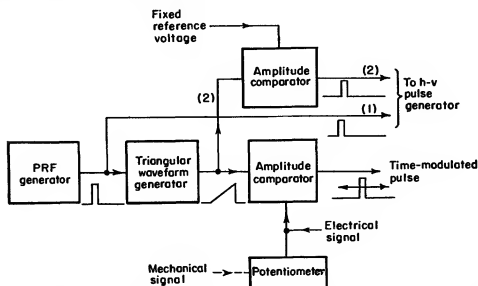 Fixed
reference
voltage
Amplitude
comparator
(2)
To h-v
pulse
generator
(2)
(1)
PRF
generator
Triangular
waveform
generator
Amplitude
comparator
Time-modulated
pulse
Electrical
signal
Mechanical
signal
Potentiometer